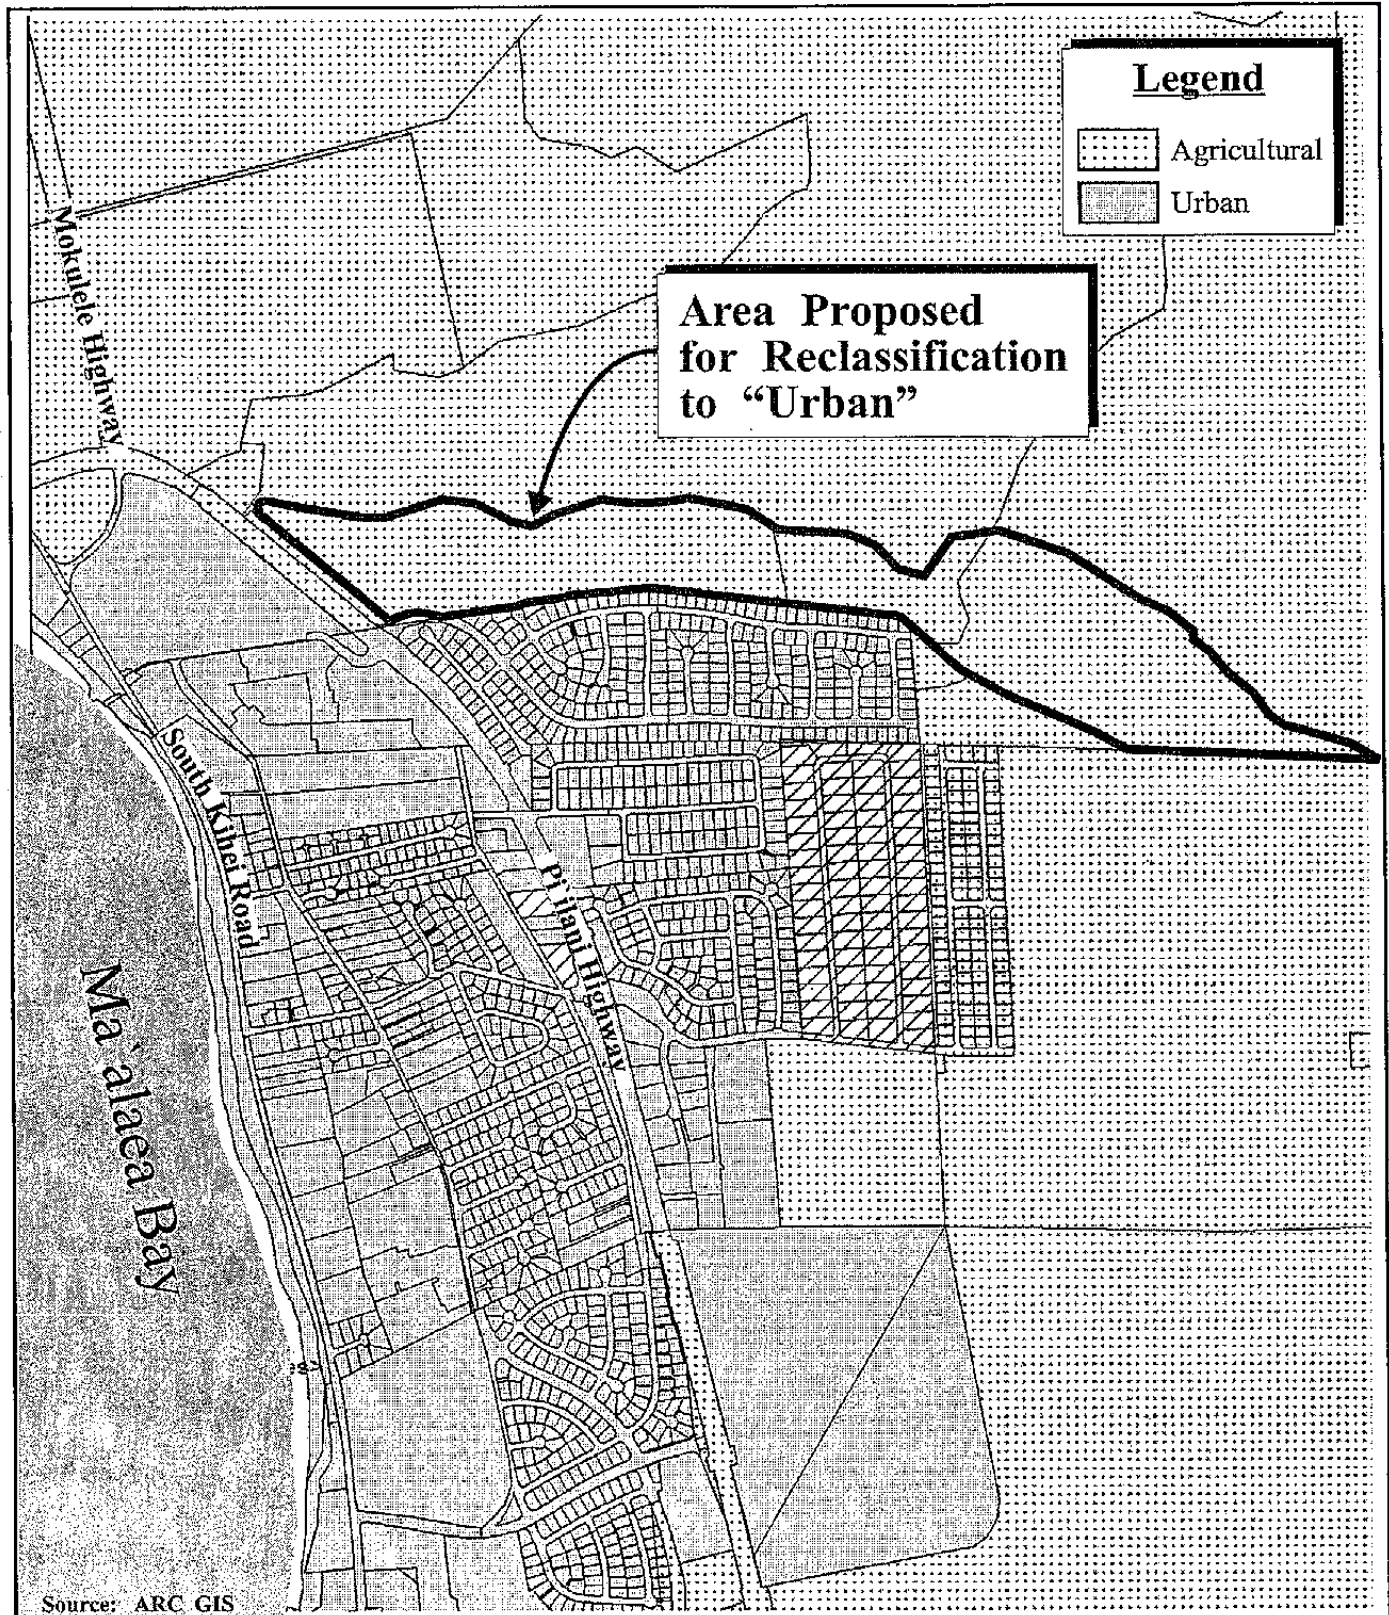 Legend
Agricultural
Urban
Mokulele Highway
Area Proposed
for Reclassification
to “Urban”
South Kihei Road
Pi`ilani Highway
Ma`alaea Bay
Source: ARC GIS